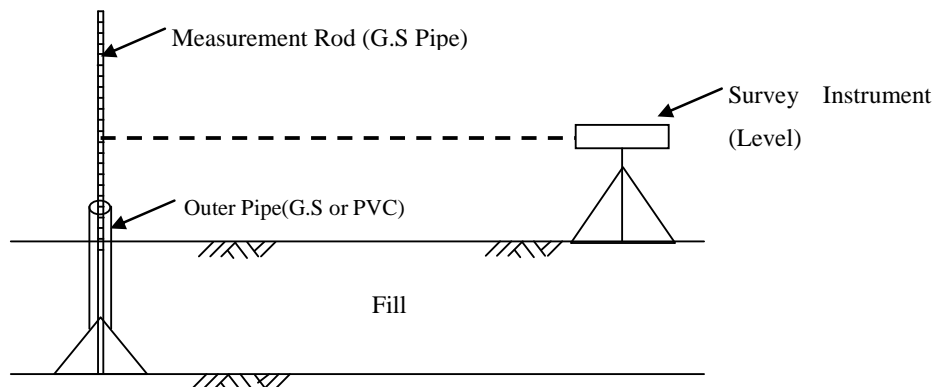 Measurement Rod (G.S Pipe)
Survey Instrument
(Level)
Outer Pipe(G.S or PVC)
Fill